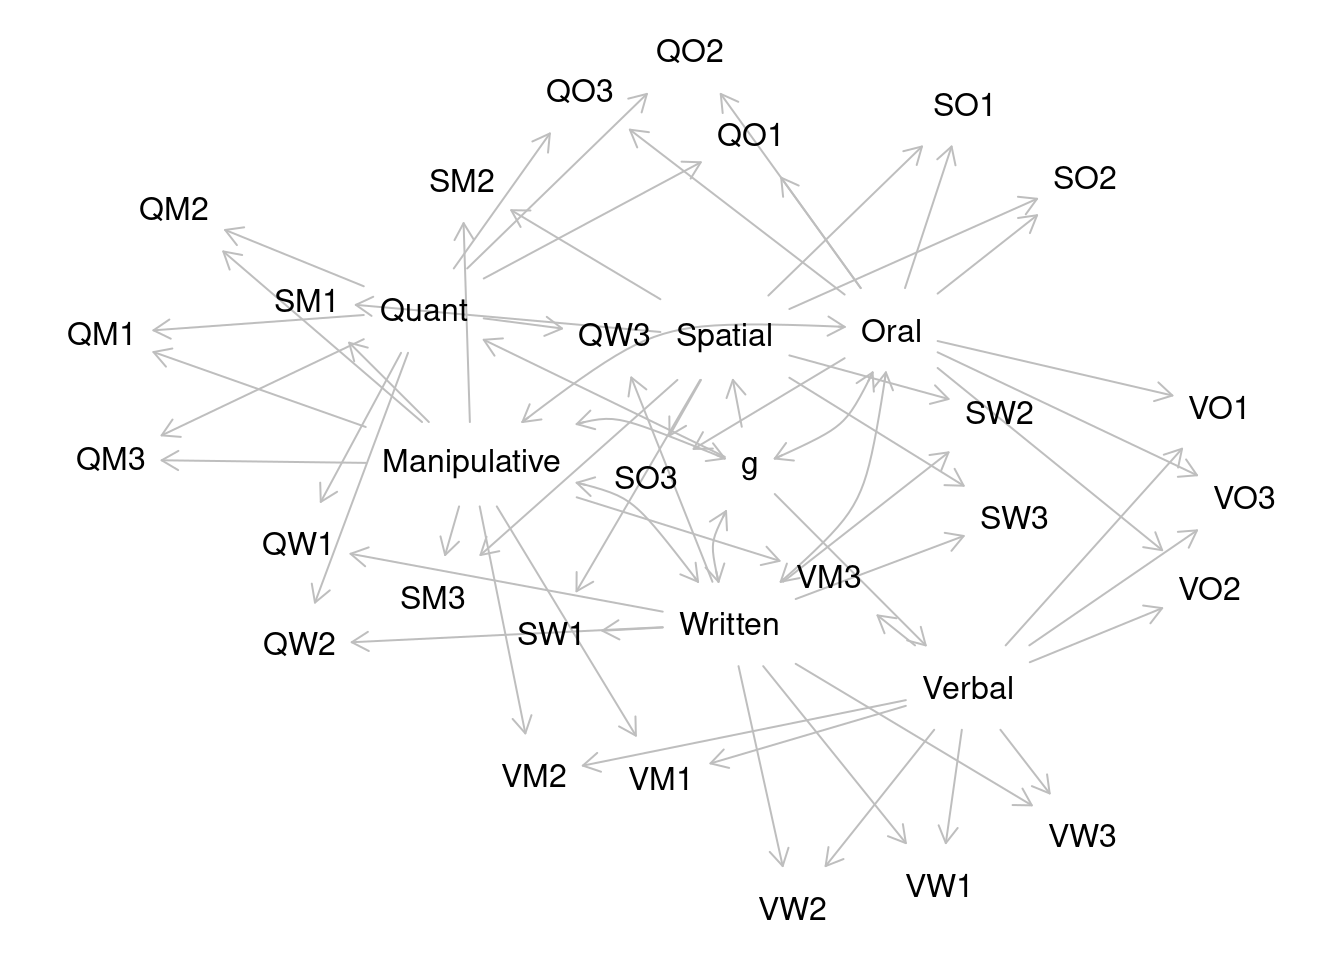 QO2
QO3
SO1
QO1
SM2
SO2
QM2
SM1
Quant
QM1
QW3
Spatial
Oral
VO1
SW2
QM3
Manipulative
g
SO3
VO3
SW3
QW1
VM3
VO2
SM3
Written
SW1
QW2
Verbal
VM2
VM1
VW3
VW1
VW2